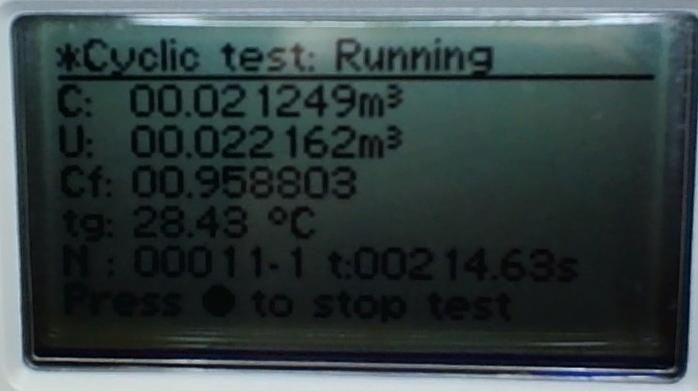 *Cyclic test: Running
C: 00.021249m³
U: 00.022162m³
Cf: 00.958803
tg: 28.43 °C
N : 00011-1 t:00214.63s
Press ● to stop test